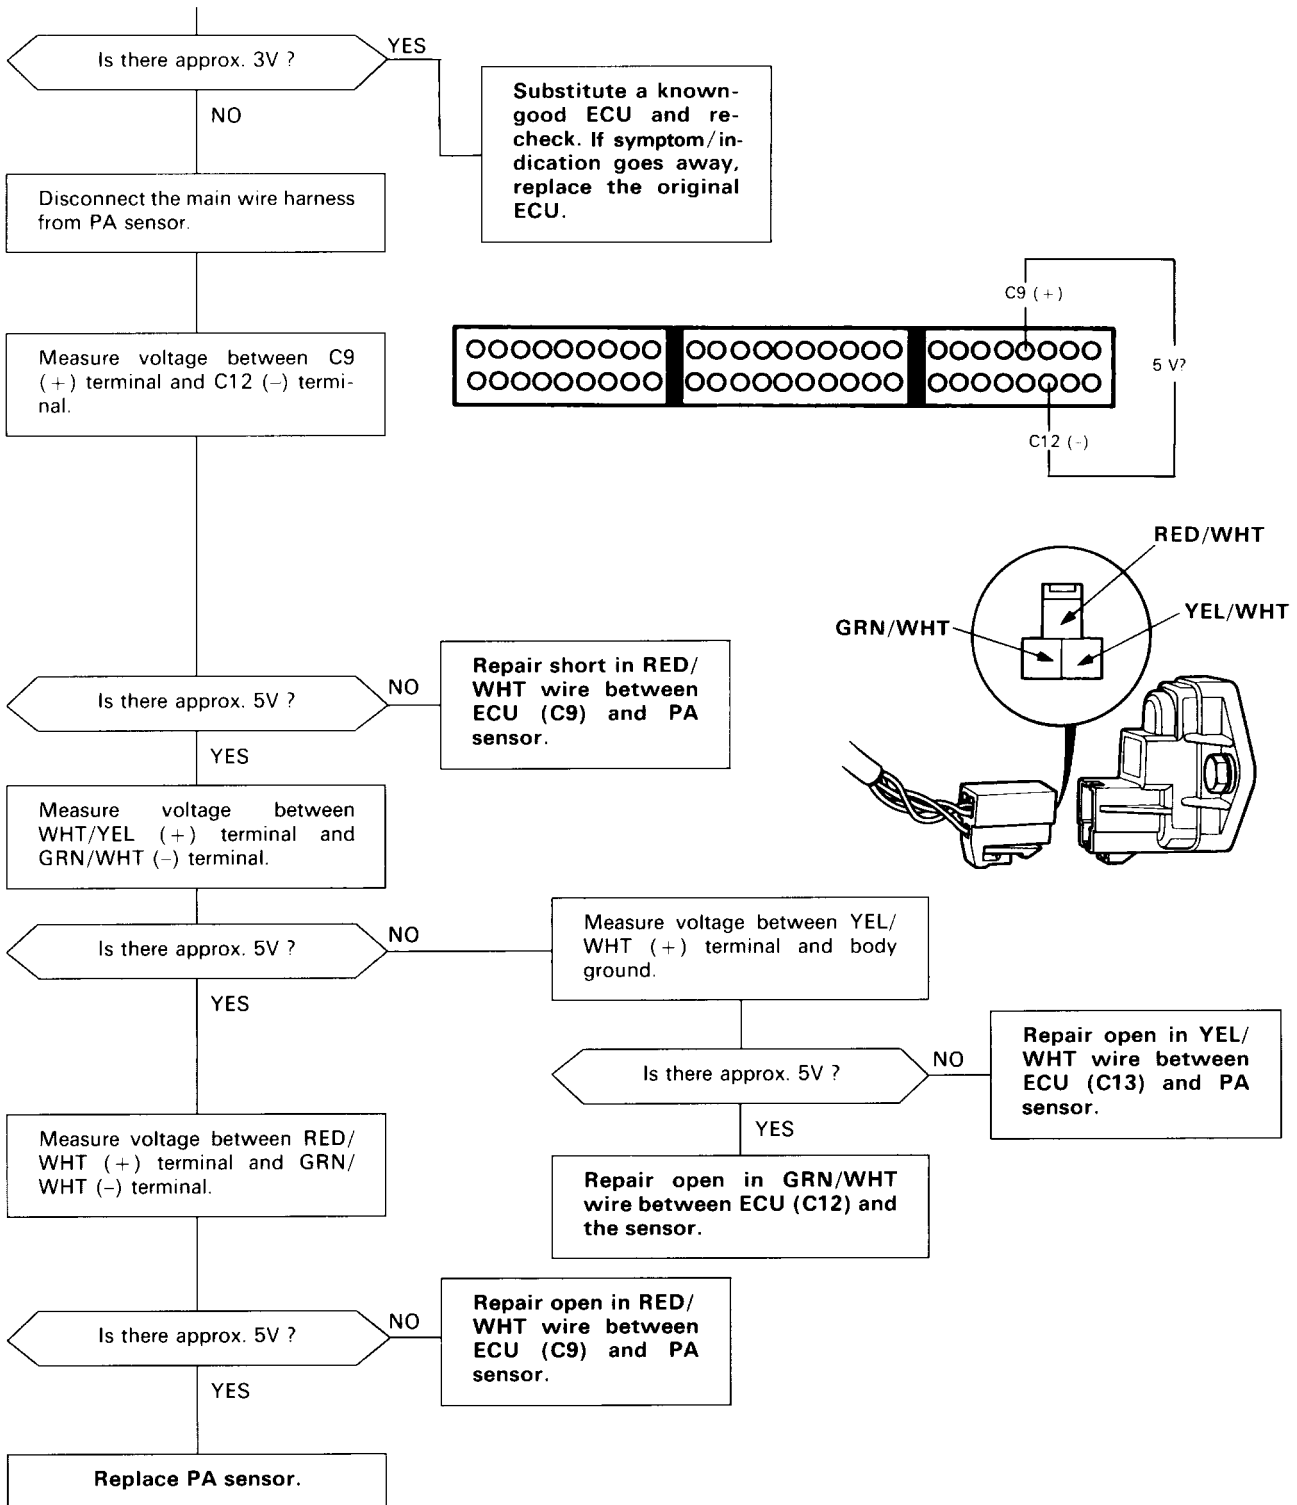 Is there approx. 3V ?
YES
NO
Substitute a known-
good ECU and re-
check. If symptom/in-
dication goes away,
replace the original
ECU.
Disconnect the main wire harness
from PA sensor.
Measure voltage between C9
(+) terminal and C12 (–) termi-
nal.
C9 (+)
5 V?
C12 (–)
RED/WHT
YEL/WHT
GRN/WHT
Is there approx. 5V ?
NO
YES
Repair short in RED/
WHT wire between
ECU (C9) and PA
sensor.
Measure voltage between
WHT/YEL (+) terminal and
GRN/WHT (–) terminal.
Is there approx. 5V ?
NO
YES
Measure voltage between YEL/
WHT (+) terminal and body
ground.
Is there approx. 5V ?
NO
YES
Repair open in YEL/
WHT wire between
ECU (C13) and PA
sensor.
Repair open in GRN/WHT
wire between ECU (C12) and
the sensor.
Measure voltage between RED/
WHT (+) terminal and GRN/
WHT (–) terminal.
Is there approx. 5V ?
NO
YES
Repair open in RED/
WHT wire between
ECU (C9) and PA
sensor.
Replace PA sensor.